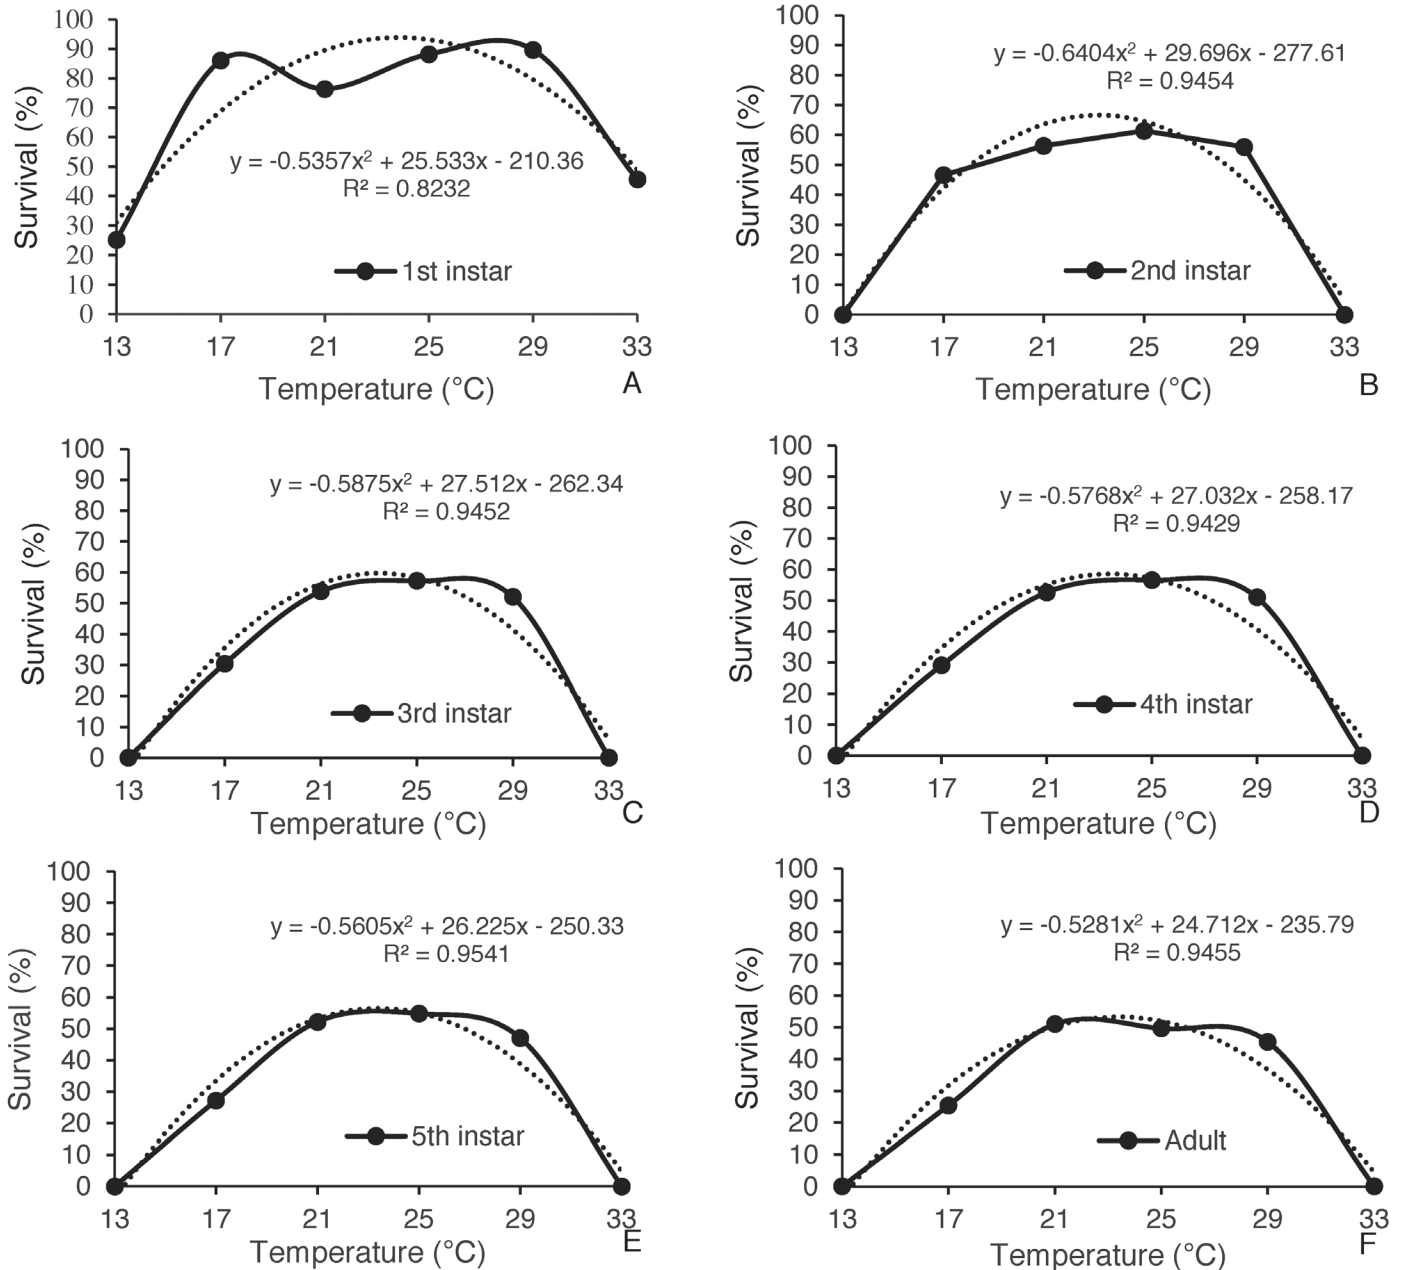 100
90
80
70
60
50
40
30
20
10
0
Survival (%)
y = -0.5357x² + 25.533x - 210.36
R² = 0.8232
1st instar
13 17 21 25 29 33
Temperature (°C)
A
100
90
80
70
60
50
40
30
20
10
0
Survival (%)
y = -0.6404x² + 29.696x - 277.61
R² = 0.9454
2nd instar
13 17 21 25 29 33
Temperature (°C)
B
100
90
80
70
60
50
40
30
20
10
0
Survival (%)
y = -0.5875x² + 27.512x - 262.34
R² = 0.9452
3rd instar
13 17 21 25 29 33
Temperature (°C)
C
100
90
80
70
60
50
40
30
20
10
0
Survival (%)
y = -0.5768x² + 27.032x - 258.17
R² = 0.9429
4th instar
13 17 21 25 29 33
Temperature (°C)
D
100
90
80
70
60
50
40
30
20
10
0
Survival (%)
y = -0.5605x² + 26.225x - 250.33
R² = 0.9541
5th instar
13 17 21 25 29 33
Temperature (°C)
E
100
90
80
70
60
50
40
30
20
10
0
Survival (%)
y = -0.5281x² + 24.712x - 235.79
R² = 0.9455
Adult
13 17 21 25 29 33
Temperature (°C)
F